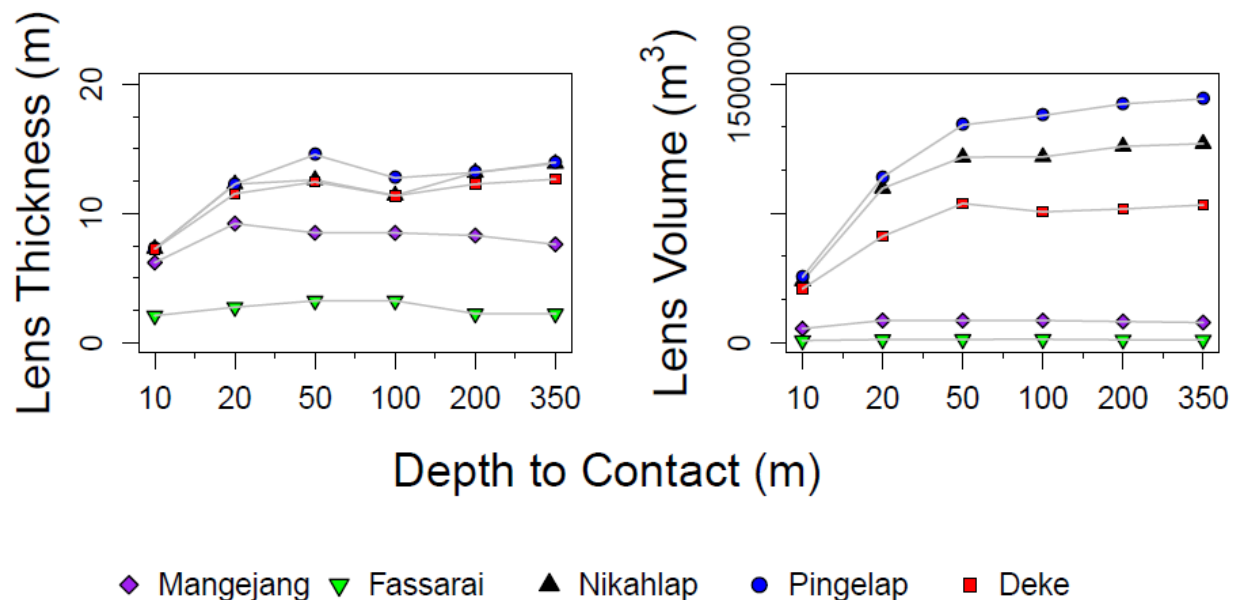 Lens Thickness (m)
20
10
0
10 20 50 100 200 350
Lens Volume (m³)
1500000
0
10 20 50 100 200 350
Depth to Contact (m)
Mangejang Fassarai Nikahlap Pingelap Deke